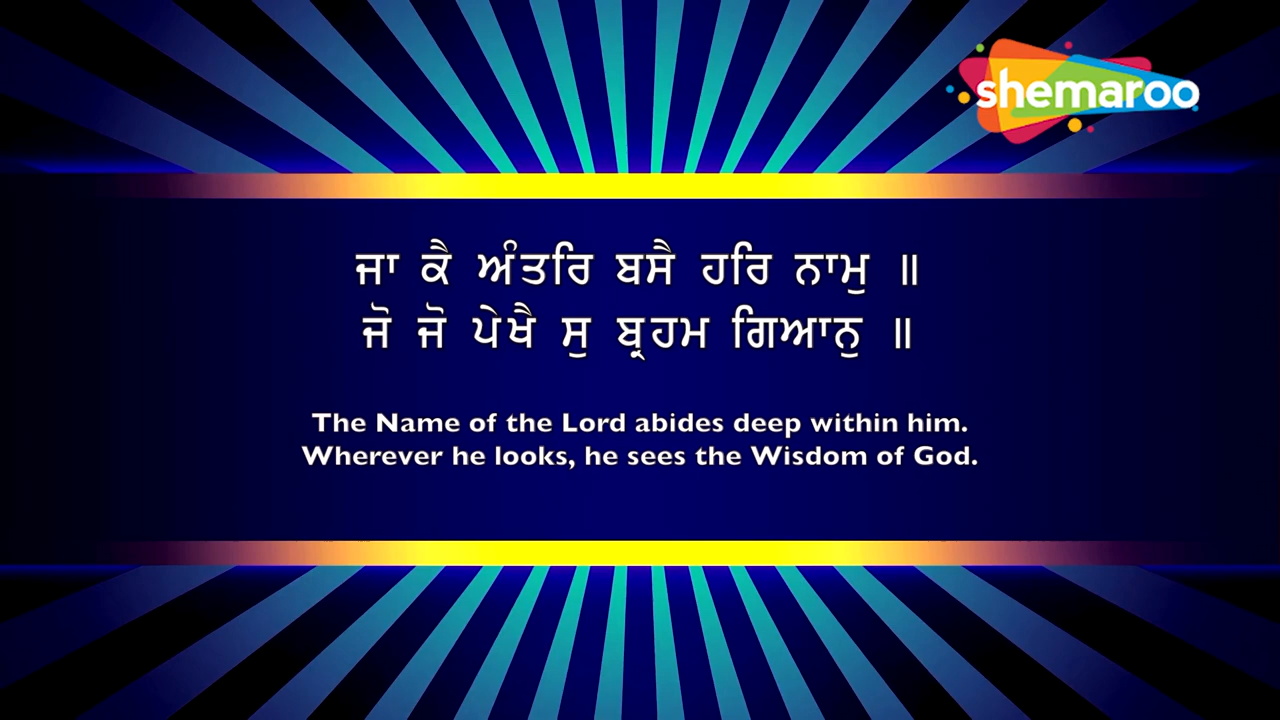 shemaroo
ਜਾ ਕੈ ਅੰਤਰਿ ਬਸੈ ਹਰਿ ਨਾਮੁ ॥
ਜੋ ਜੋ ਪੇਖੈ ਸੁ ਬ੍ਰਹਮ ਗਿਆਨੁ ॥
The Name of the Lord abides deep within him.
Wherever he looks, he sees the Wisdom of God.